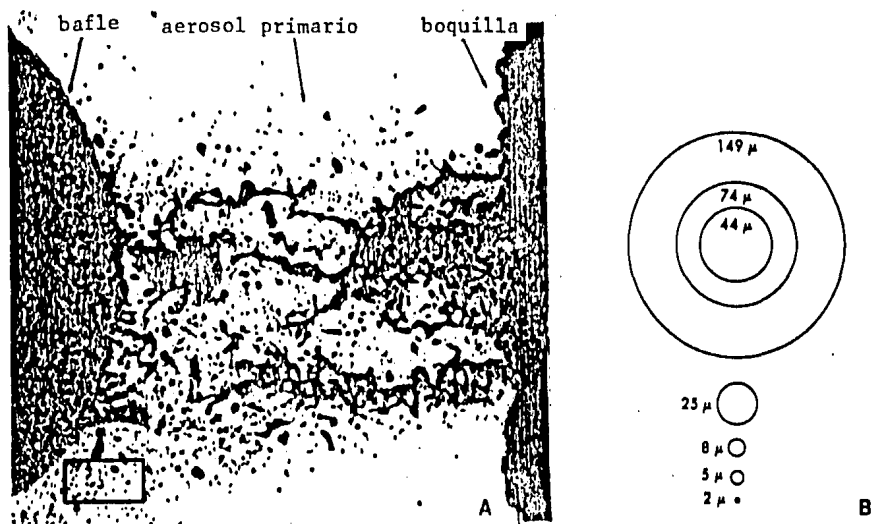 bafle aerosol primario boquilla
149 μ
74 μ
44 μ
25 μ
8 μ
5 μ
2 μ
A B